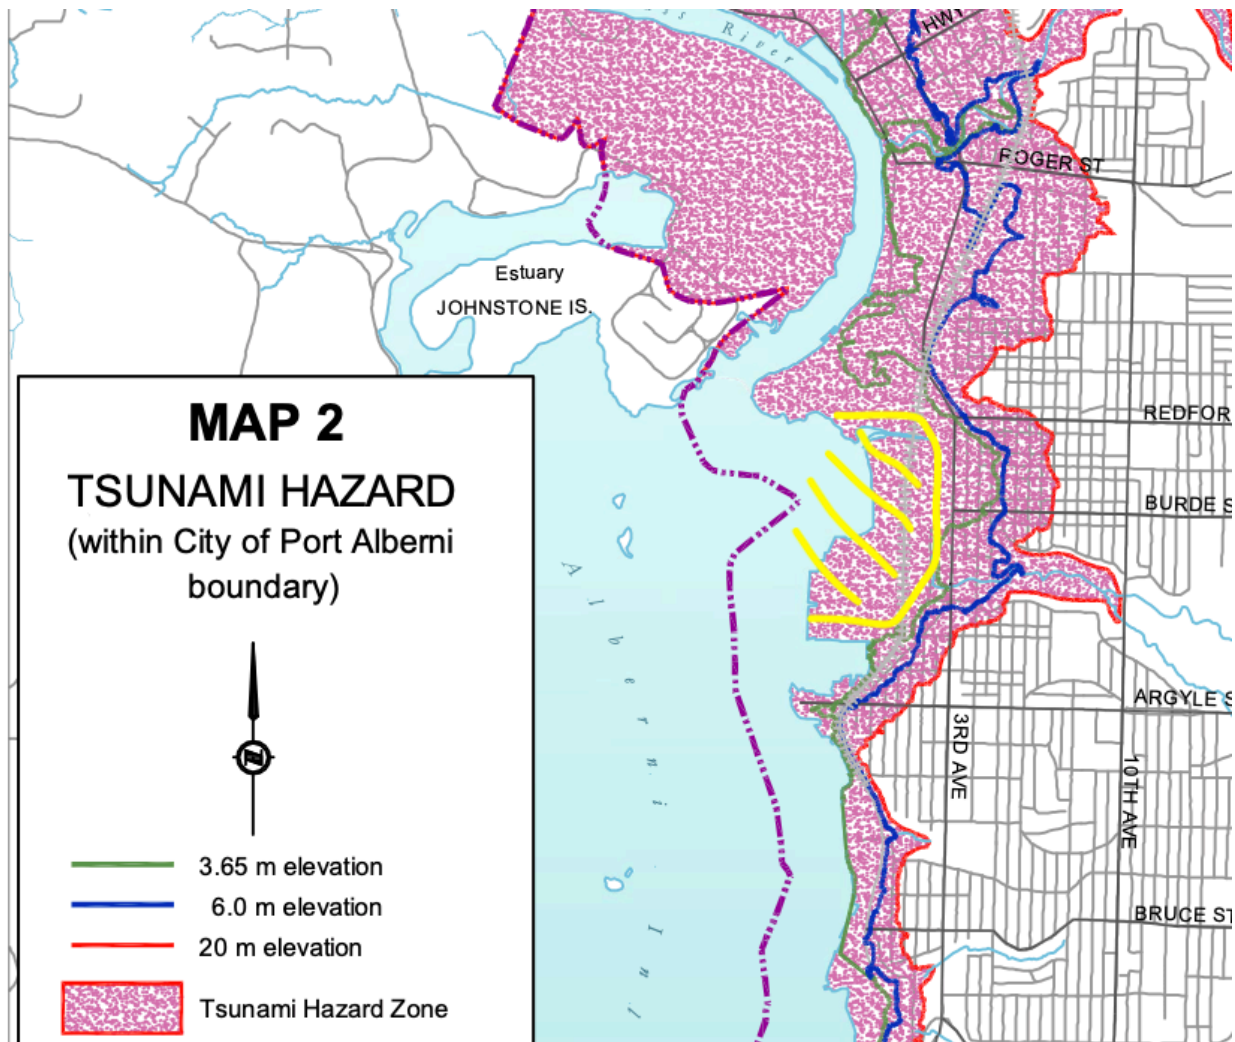 is River
HWY
ROGER ST
Estuary
JOHNSTONE IS.
MAP 2
TSUNAMI HAZARD
(within City of Port Alberni
boundary)
REDFOR
BURDE S
Alberni Inl
ARGYLE S
3RD AVE
10TH AVE
BRUCE ST
3.65 m elevation
6.0 m elevation
20 m elevation
Tsunami Hazard Zone